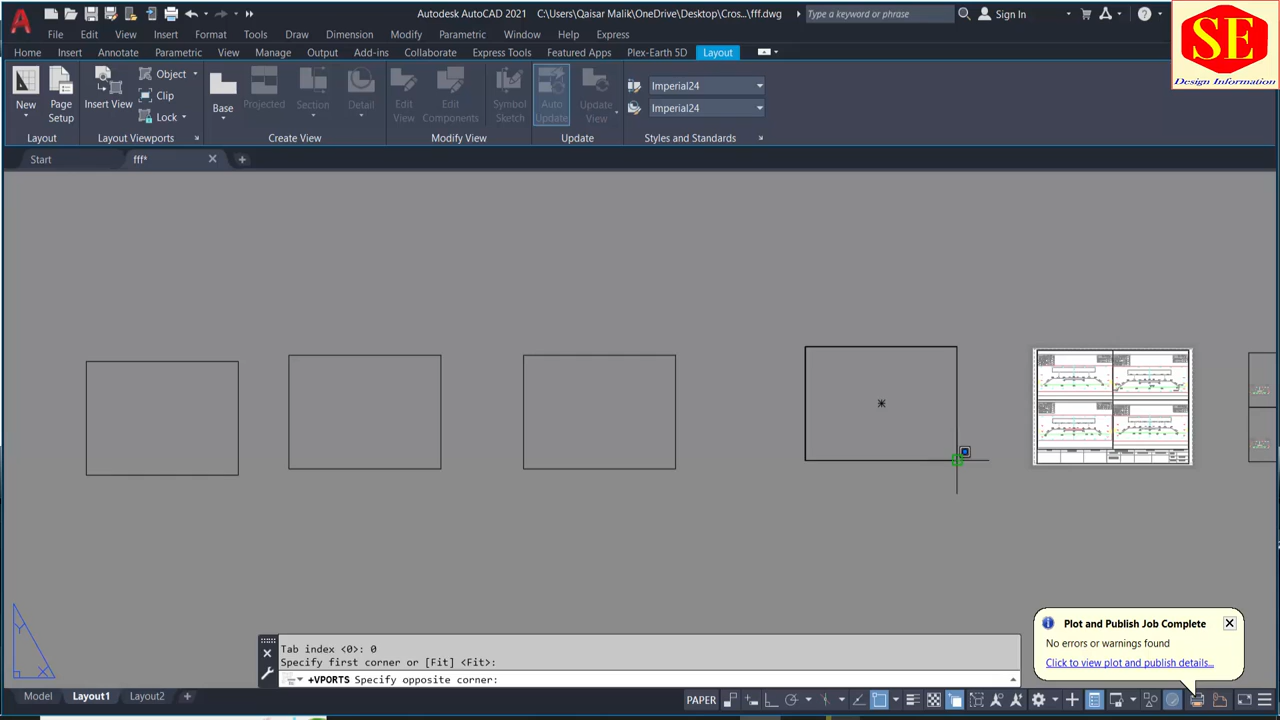 Autodesk AutoCAD 2021 C:\Users\Qaisar Malik\OneDrive\Desktop\Cros...\fff.dwg
Type a keyword or phrase
Sign In
SE
Design Information
File Edit View Insert Format Tools Draw Dimension Modify Parametric Window Help Express
Home Insert Annotate Parametric View Manage Output Add-ins Collaborate Express Tools Featured Apps Plex-Earth 5D Layout
New
Page Setup
Insert View
Object
Clip
Lock
Base
Projected
Section
Detail
Edit View
Edit Components
Symbol Sketch
Auto Update
Update View
Imperial24
Imperial24
Layout Layout Viewports Create View Modify View Update Styles and Standards
Start fff*
Y
X
Tab index <0>: 0
Specify first corner or [Fit] <Fit>:
+VPORTS Specify opposite corner:
Plot and Publish Job Complete
No errors or warnings found
Click to view plot and publish details...
Model Layout1 Layout2 +
PAPER